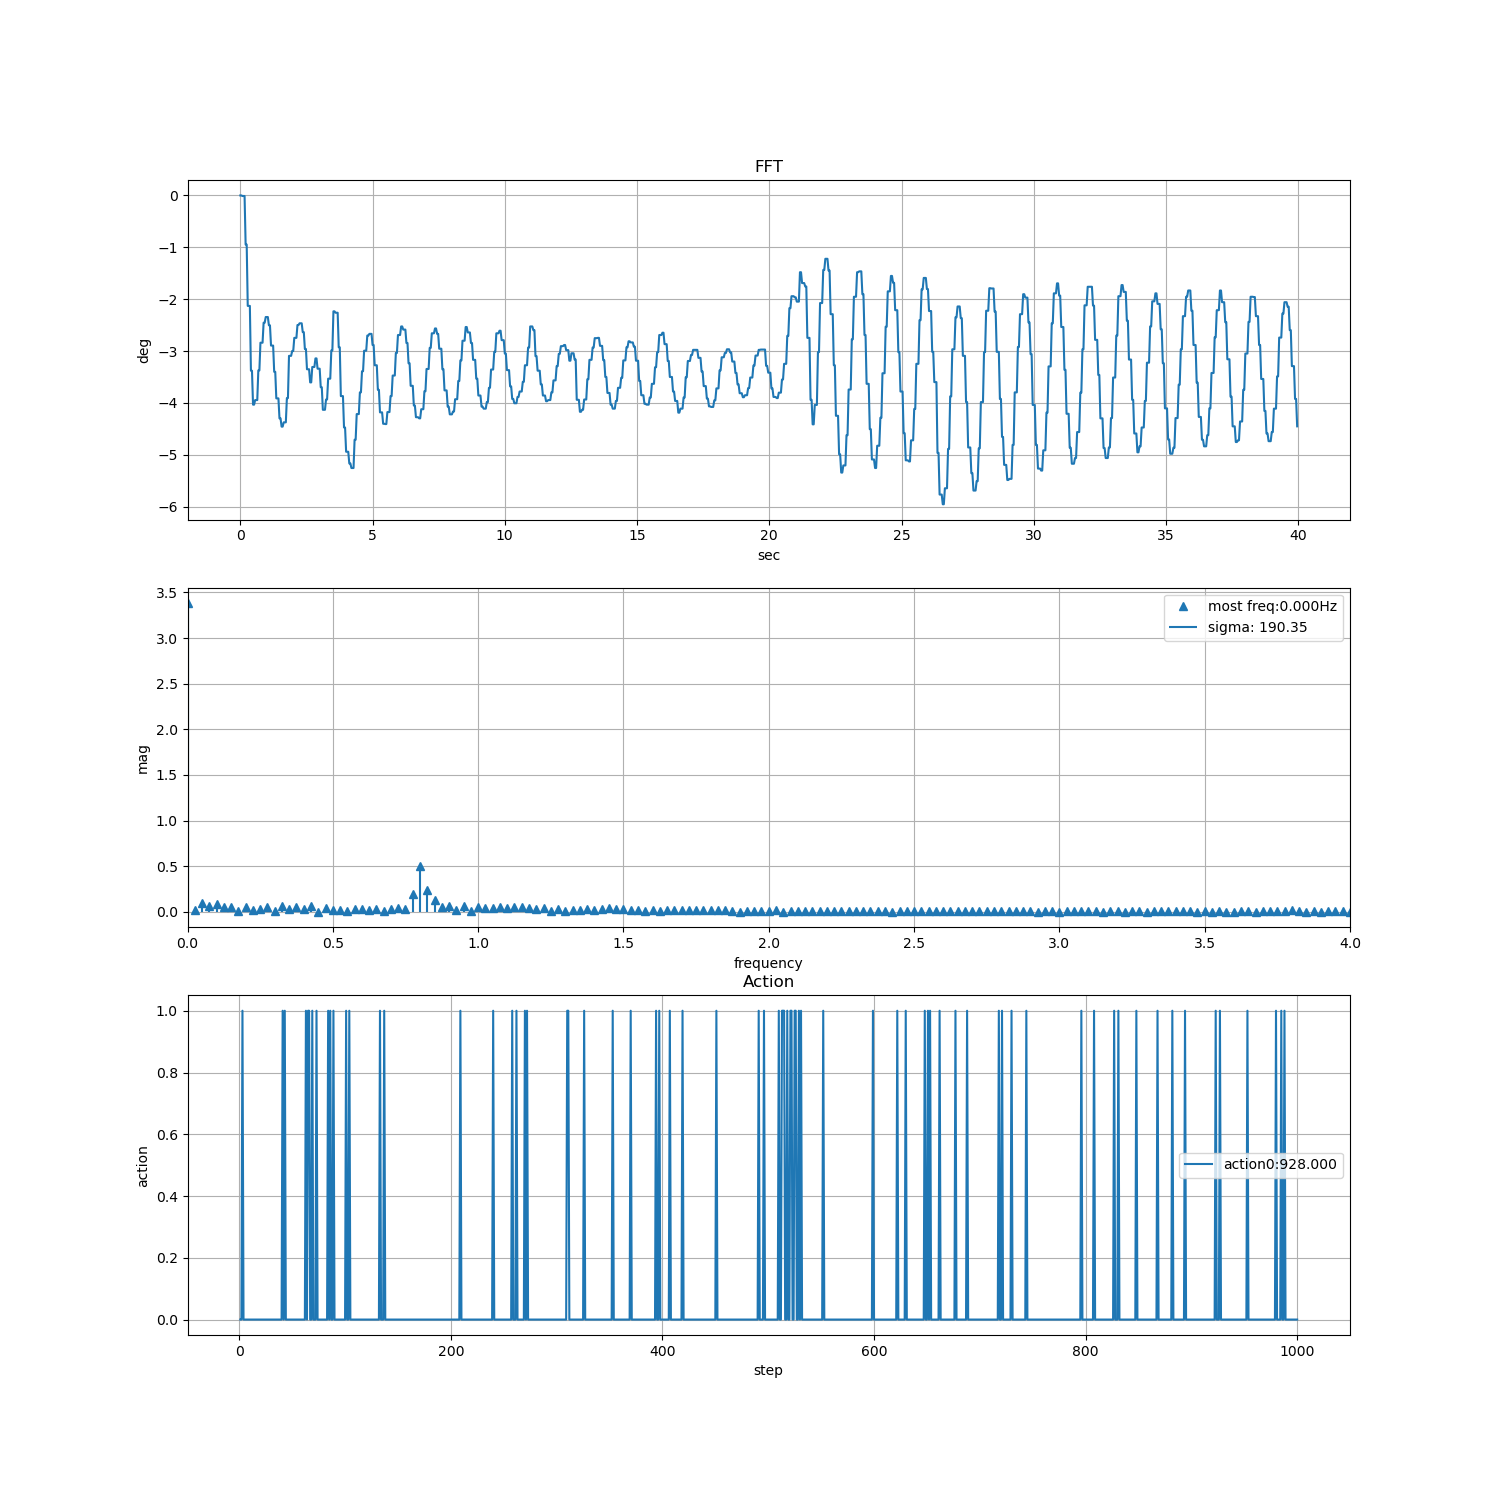 FFT
0
−1
−2
−3
−4
−5
−6
deg
0 5 10 15 20 25 30 35 40
sec
3.5
3.0
2.5
2.0
1.5
1.0
0.5
0.0
mag
most freq:0.000Hz
sigma: 190.35
0.0 0.5 1.0 1.5 2.0 2.5 3.0 3.5 4.0
frequency
Action
1.0
0.8
0.6
0.4
0.2
0.0
action
action0:928.000
0 200 400 600 800 1000
step